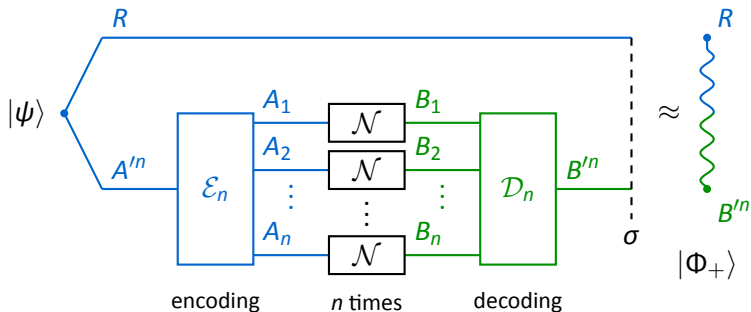 R
R
|ψ⟩
A′ⁿ
ℰₙ
A₁
A₂
⋮
Aₙ
𝒩
𝒩
⋮
𝒩
B₁
B₂
⋮
Bₙ
𝒟ₙ
B′ⁿ
σ
≈
B′ⁿ
|Φ₊⟩
encoding
n times
decoding